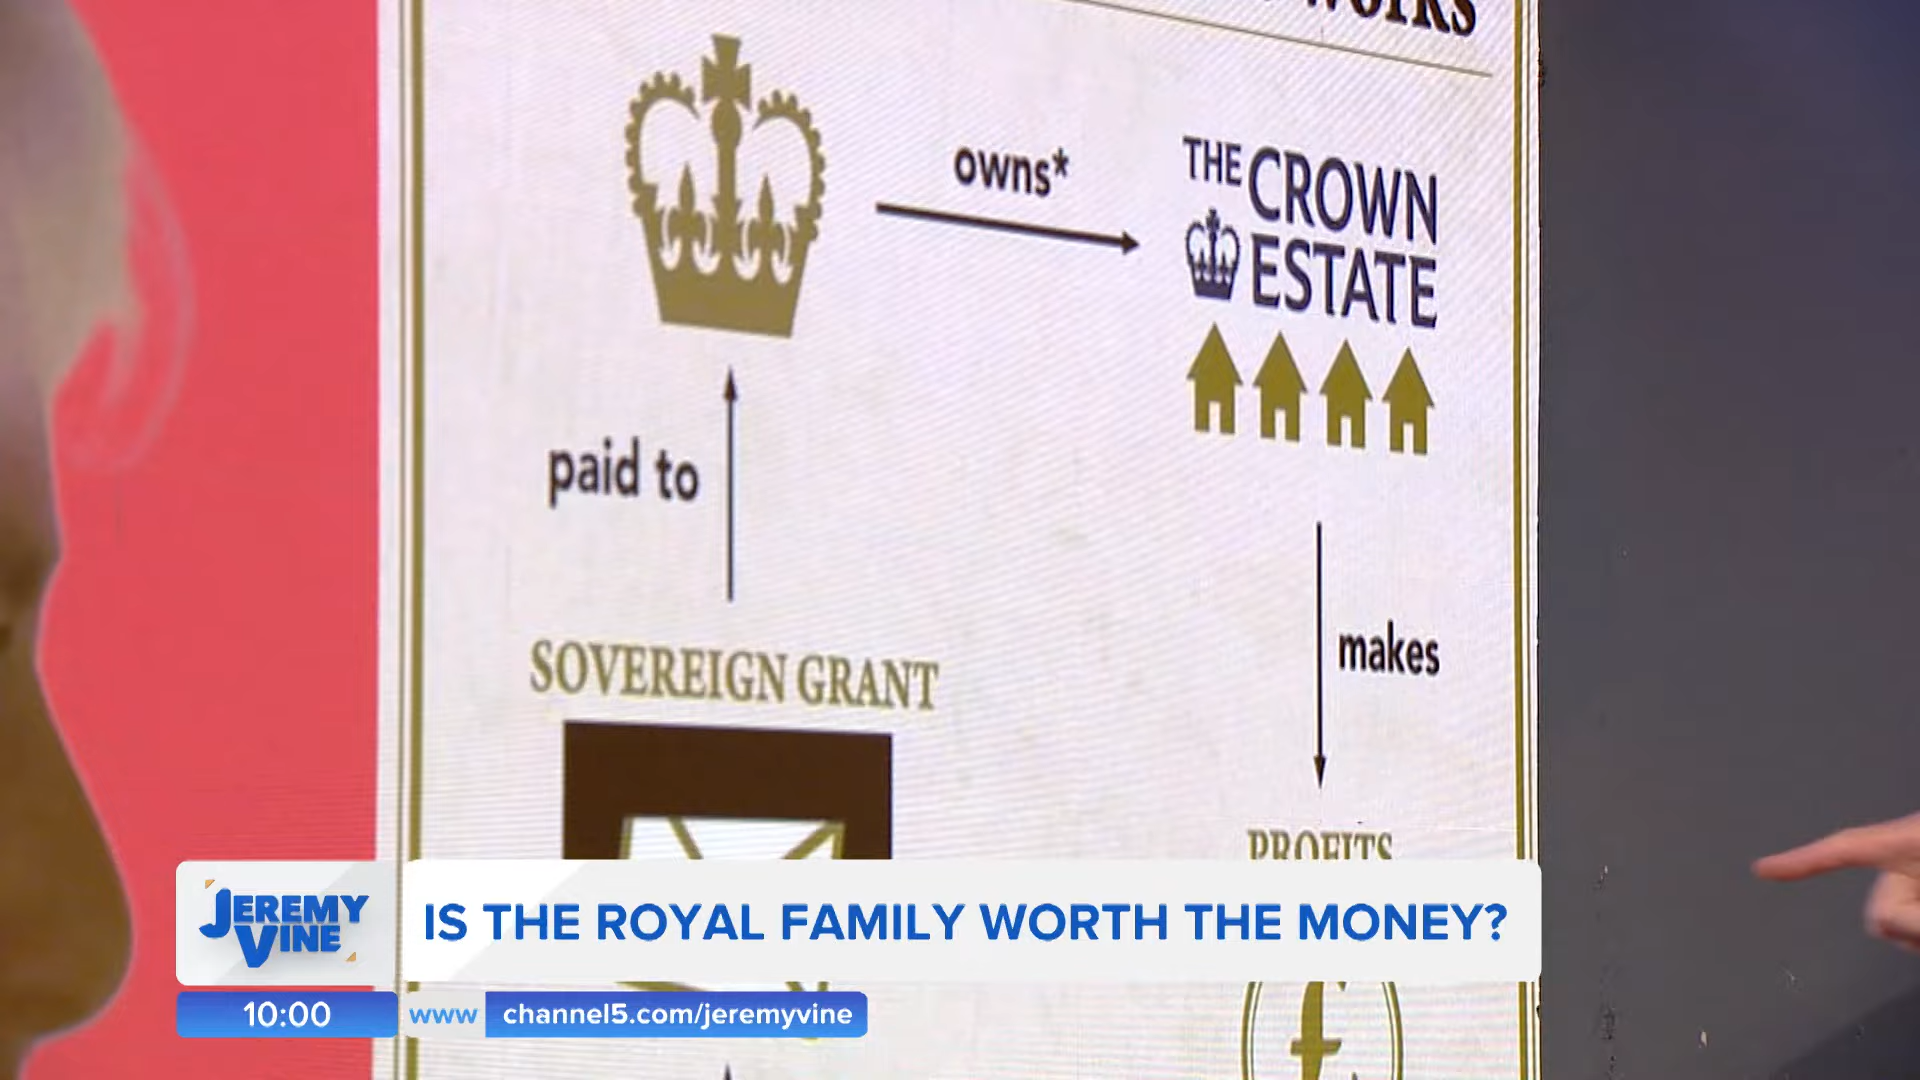 owns*
THE CROWN
ESTATE
paid to
makes
SOVEREIGN GRANT
PROFITS
JEREMY
VINE
IS THE ROYAL FAMILY WORTH THE MONEY?
10:00
www channel5.com/jeremyvine
£